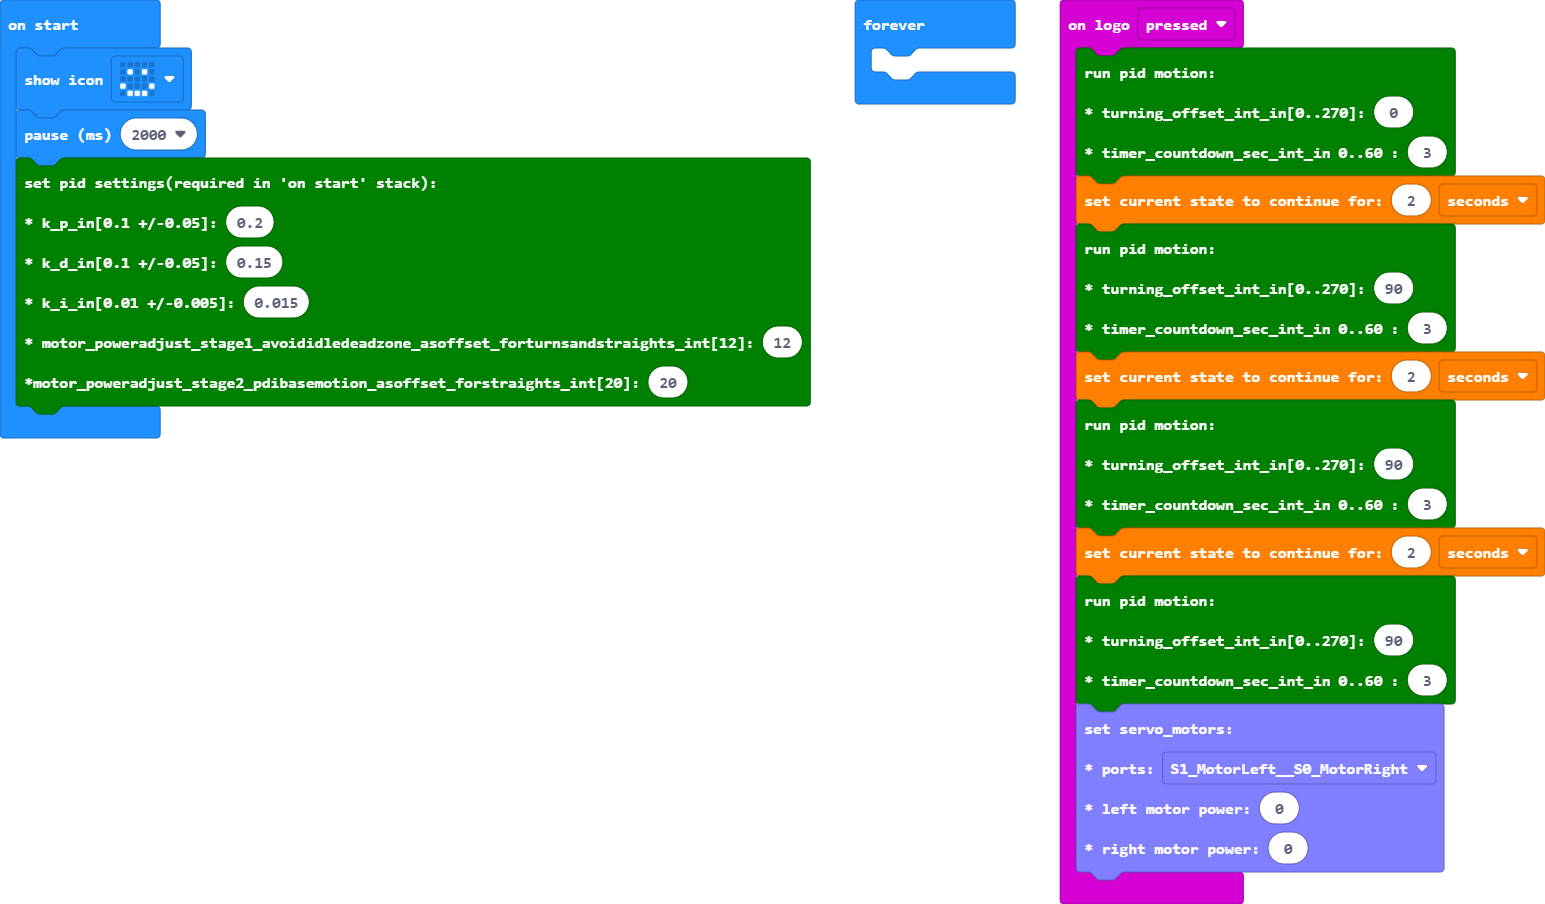 on start
show icon
pause (ms) 2000
set pid settings(required in 'on start' stack):
* k_p_in[0.1 +/-0.05]: 0.2
* k_d_in[0.1 +/-0.05]: 0.15
* k_i_in[0.01 +/-0.005]: 0.015
* motor_poweradjust_stage1_avoididledeadzone_asoffset_forturnsandstraights_int[12]: 12
*motor_poweradjust_stage2_pdibasemotion_asoffset_forstraights_int[20]: 20
forever
on logo pressed
run pid motion:
* turning_offset_int_in[0..270]: 0
* timer_countdown_sec_int_in 0..60 : 3
set current state to continue for: 2 seconds
run pid motion:
* turning_offset_int_in[0..270]: 90
* timer_countdown_sec_int_in 0..60 : 3
set current state to continue for: 2 seconds
run pid motion:
* turning_offset_int_in[0..270]: 90
* timer_countdown_sec_int_in 0..60 : 3
set current state to continue for: 2 seconds
run pid motion:
* turning_offset_int_in[0..270]: 90
* timer_countdown_sec_int_in 0..60 : 3
set servo_motors:
* ports: S1_MotorLeft__S0_MotorRight
* left motor power: 0
* right motor power: 0